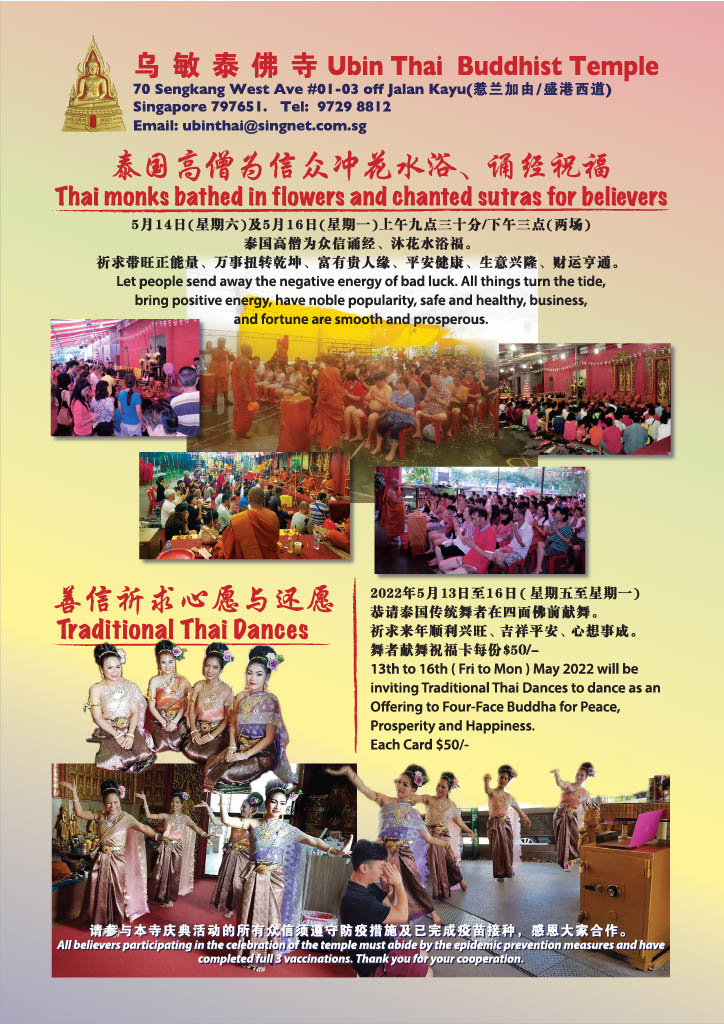 乌敏泰佛寺 Ubin Thai Buddhist Temple
70 Sengkang West Ave #01-03 off Jalan Kayu(惹兰加由/盛港西道)
Singapore 797651. Tel: 9729 8812
Email: ubinthai@singnet.com.sg
泰国高僧为信众冲花水浴、诵经祝福
Thai monks bathed in flowers and chanted sutras for believers
5月14日(星期六)及5月16日(星期一)上午九点三十分/下午三点(两场)
泰国高僧为众信诵经、沐花水浴福。
祈求带旺正能量、万事扭转乾坤、富有贵人缘、平安健康、生意兴隆、财运亨通。
Let people send away the negative energy of bad luck. All things turn the tide,
bring positive energy, have noble popularity, safe and healthy, business,
and fortune are smooth and prosperous.
善信祈求心愿与还愿
Traditional Thai Dances
2022年5月13日至16日(星期五至星期一)
恭请泰国传统舞者在四面佛前献舞。
祈求来年顺利兴旺、吉祥平安、心想事成。
舞者献舞祝福卡每份$50/-
13th to 16th ( Fri to Mon ) May 2022 will be
inviting Traditional Thai Dances to dance as an
Offering to Four-Face Buddha for Peace,
Prosperity and Happiness.
Each Card $50/-
请参与本寺庆典活动的所有众信须遵守防疫措施及已完成疫苗接种，感恩大家合作。
All believers participating in the celebration of the temple must abide by the epidemic prevention measures and have
completed full 3 vaccinations. Thank you for your cooperation.